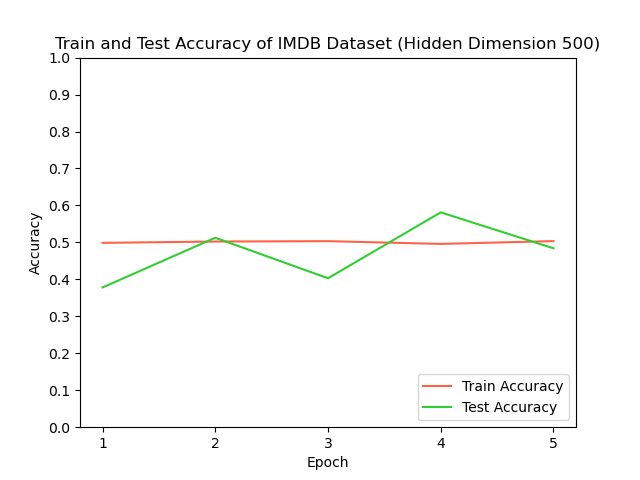 Train and Test Accuracy of IMDB Dataset (Hidden Dimension 500)
1.0
0.9
0.8
0.7
0.6
0.5
0.4
0.3
0.2
0.1
0.0
Accuracy
Train Accuracy
Test Accuracy
1 2 3 4 5
Epoch